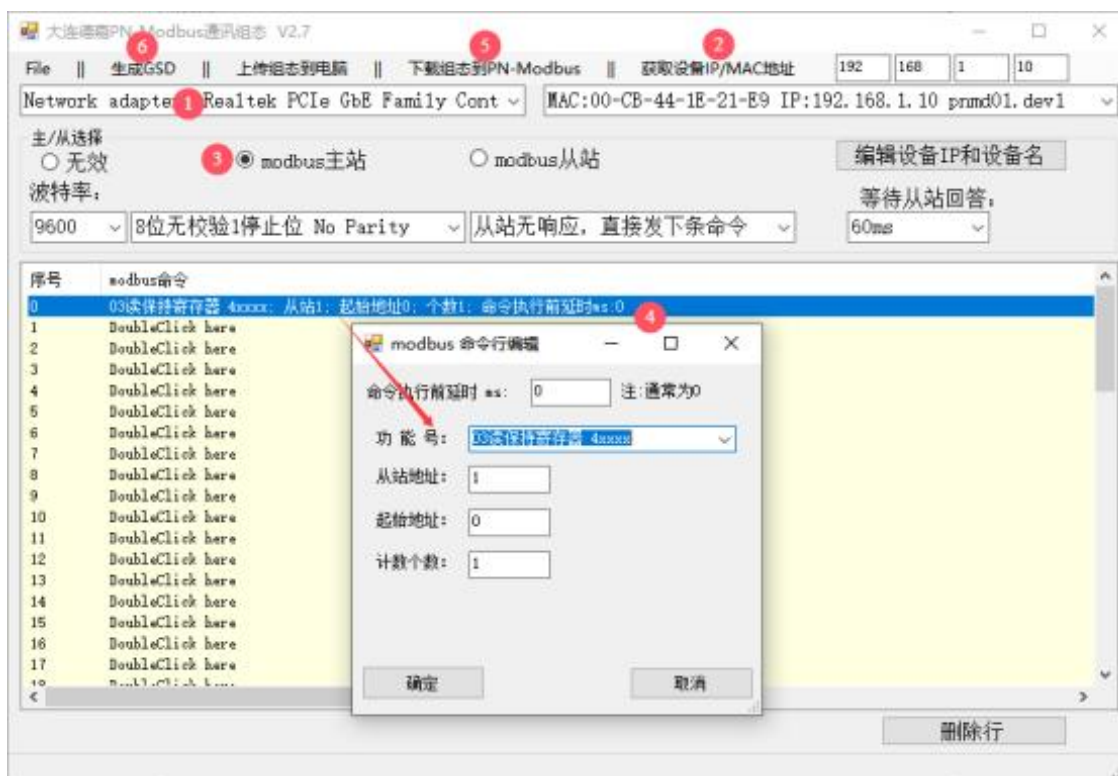 大连德嘉PN-Modbus通讯组态 V2.7
6 5 2
File || 生成GSD || 上传组态到电脑 || 下载组态到PN-Modbus || 获取设备IP/MAC地址 192 168 1 10
Network adapter 1 Realtek PCIe GbE Family Cont MAC:00-CB-44-1E-21-E9 IP:192.168.1.10 pnmd01.dev1
主/从选择
无效 3 modbus主站 modbus从站 编辑设备IP和设备名
波特率: 等待从站回答:
9600 8位无校验1停止位 No Parity 从站无响应,直接发下条命令 60ms
序号 modbus命令
0 03读保持寄存器 4xxxx; 从站1; 起始地址0; 个数1; 命令执行前延时ms:0
1 DoubleClick here
2 DoubleClick here
3 DoubleClick here
4 DoubleClick here
5 DoubleClick here
6 DoubleClick here
7 DoubleClick here
8 DoubleClick here
9 DoubleClick here
10 DoubleClick here
11 DoubleClick here
12 DoubleClick here
13 DoubleClick here
14 DoubleClick here
15 DoubleClick here
16 DoubleClick here
17 DoubleClick here
4
modbus 命令行编辑
命令执行前延时 ms: 0 注:通常为0
功 能 号: 03读保持寄存器 4xxxx
从站地址: 1
起始地址: 0
计数个数: 1
确定 取消
删除行